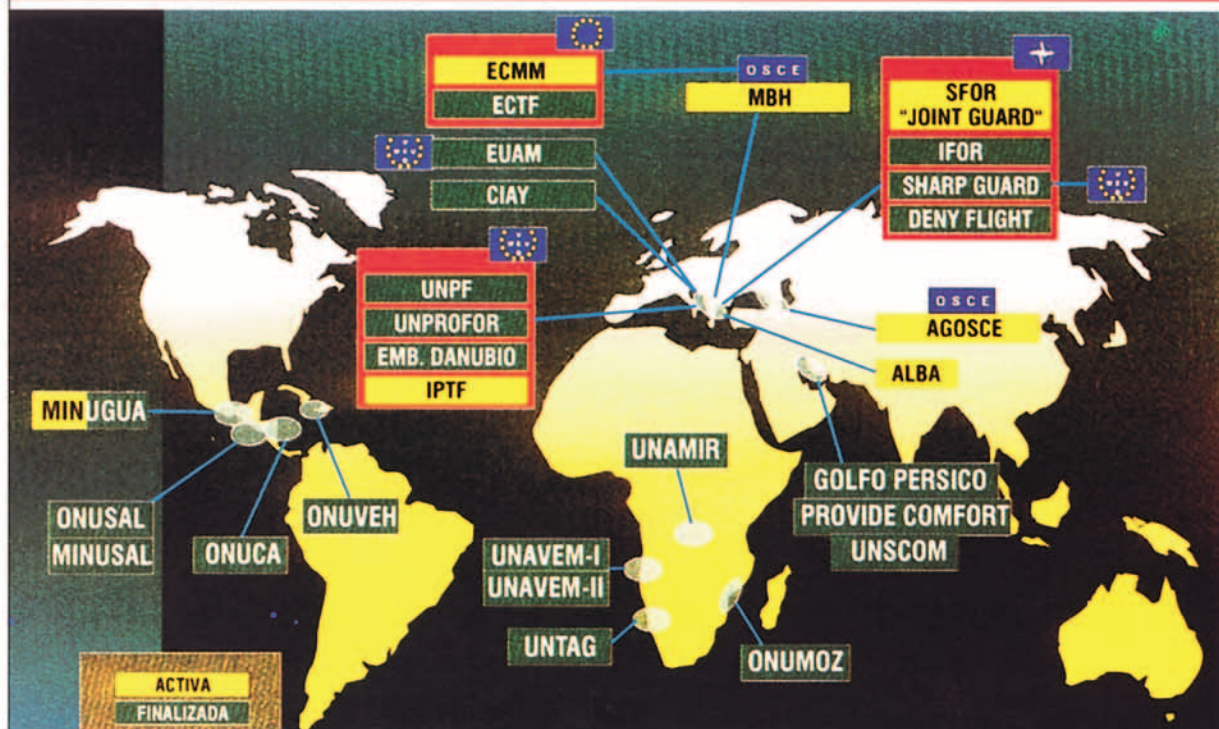 ECMM
ECTF
OSCE
MBH
SFOR
"JOINT GUARD"
IFOR
SHARP GUARD
DENY FLIGHT
EUAM
CIAY
UNPF
UNPROFOR
EMB. DANUBIO
IPTF
OSCE
AGOSCE
ALBA
MINUGUA
ONUSAL
MINUSAL
ONUCA
ONUVEH
UNAMIR
UNAVEM-I
UNAVEM-II
UNTAG
ONUMOZ
GOLFO PERSICO
PROVIDE COMFORT
UNSCOM
ACTIVA
FINALIZADA